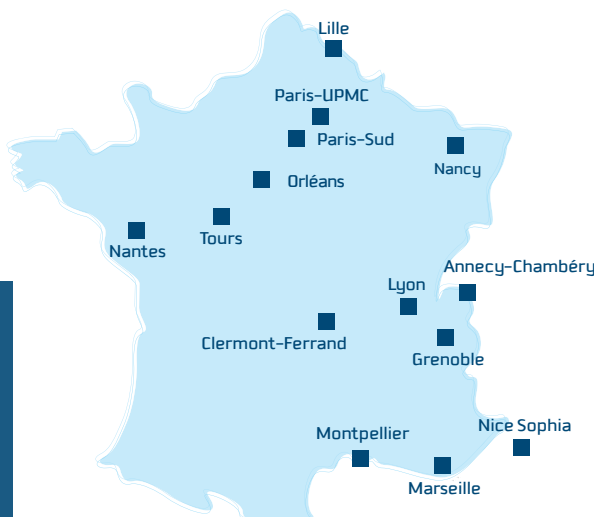 Lille
Paris-UPMC
Paris-Sud
Nancy
Orléans
Tours
Nantes
Annecy-Chambéry
Lyon
Clermont-Ferrand
Grenoble
Nice Sophia
Montpellier
Marseille